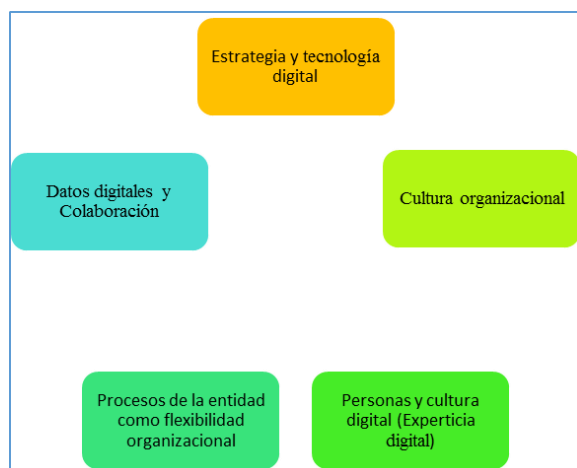 Estrategia y tecnología
digital
Datos digitales y
Colaboración
Cultura organizacional
Procesos de la entidad
como flexibilidad
organizacional
Personas y cultura
digital (Experticia
digital)